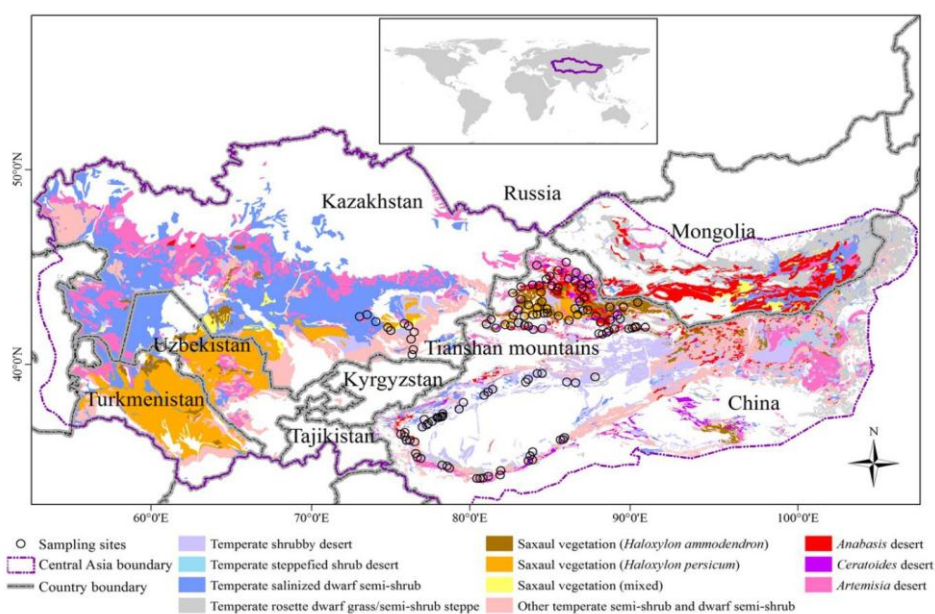 50°0'N
40°0'N
Kazakhstan
Russia
Mongolia
Uzbekistan
Tianshan mountains
Kyrgyzstan
Turkmenistan
Tajikistan
China
N
60°0'E
70°0'E
80°0'E
90°0'E
100°0'E
Sampling sites
Central Asia boundary
Country boundary
Temperate shrubby desert
Temperate steppefied shrub desert
Temperate salinized dwarf semi-shrub
Temperate rosette dwarf grass/semi-shrub steppe
Saxaul vegetation (Haloxylon ammodendron)
Saxaul vegetation (Haloxylon persicum)
Saxaul vegetation (mixed)
Other temperate semi-shrub and dwarf semi-shrub
Anabasis desert
Ceratoides desert
Artemisia desert